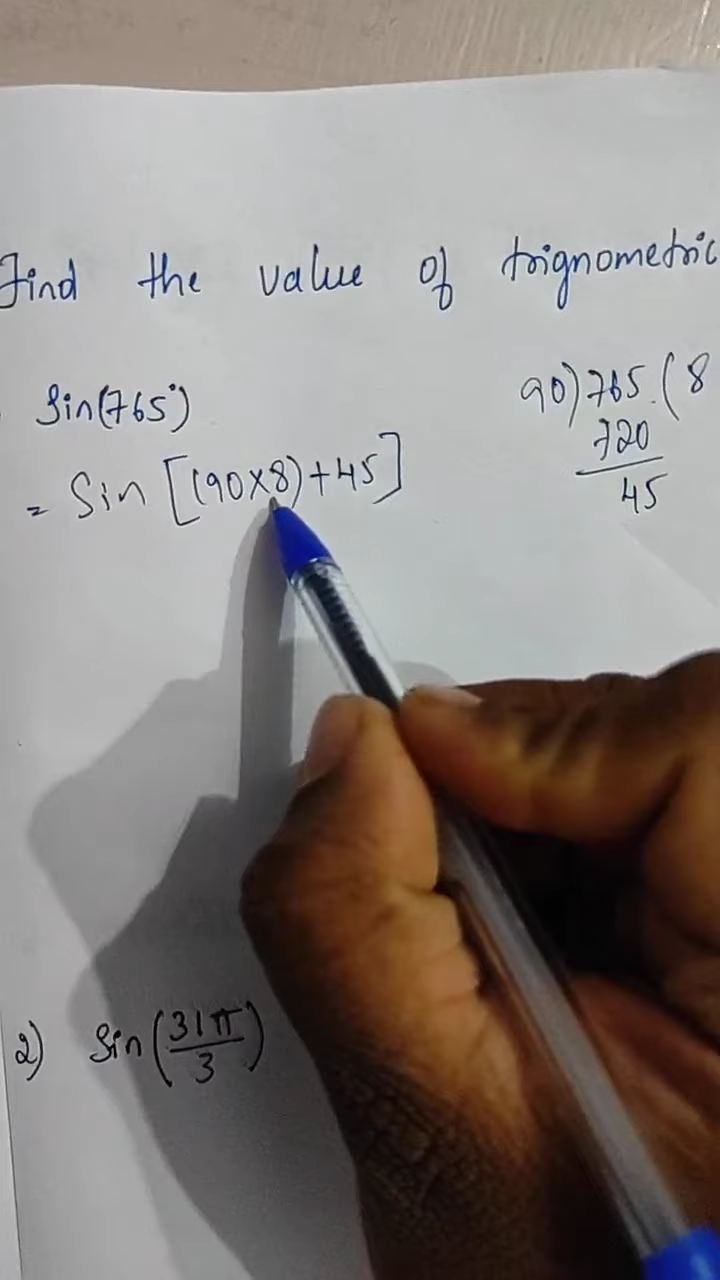 Find the value of trignometric
Sin(765°)
= Sin [(90×8)+45]
90)765.(8
720
45
2) Sin(31π/3)